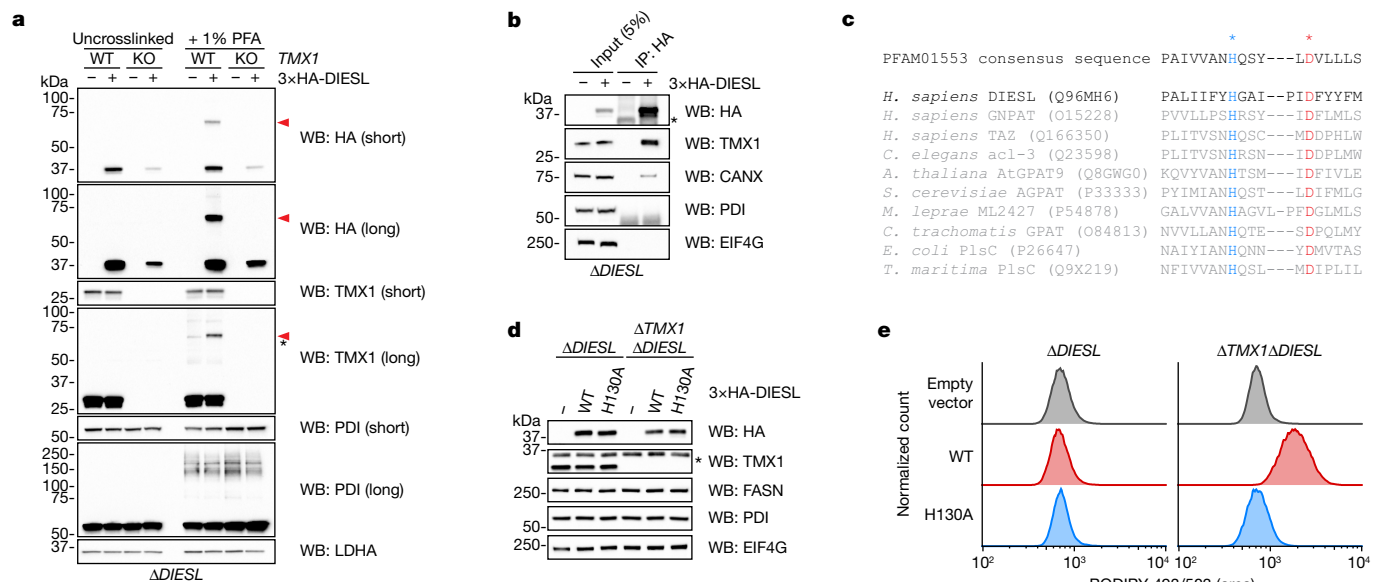 a
Uncrosslinked + 1% PFA
WT KO WT KO TMX1
– + – + – + – + 3×HA-DIESL
kDa
100-
75-
50-
37-
WB: HA (short)
100-
75-
50-
37-
WB: HA (long)
25-
WB: TMX1 (short)
100-
75-
50-
37-
25-
*
WB: TMX1 (long)
50-
WB: PDI (short)
250-
150-
100-
75-
50-
WB: PDI (long)
37-
WB: LDHA
ΔDIESL
b
Input (5%) IP: HA
– + – + 3×HA-DIESL
kDa
37-
* WB: HA
25-
WB: TMX1
75-
WB: CANX
50-
WB: PDI
250-
WB: EIF4G
ΔDIESL
c
* *
PFAM01553 consensus sequence PAIVVANHQSY---LDVLLLS
H. sapiens DIESL (Q96MH6) PALIIFYHGAI---PIDFYYFM
H. sapiens GNPAT (O15228) PVVLLPSHRSY---IDFLMLS
H. sapiens TAZ (Q166350) PLITVSNHQSC---MDDPHLW
C. elegans acl-3 (Q23598) PLITVSNHRSN---IDDPLMW
A. thaliana AtGPAT9 (Q8GWG0) KQVYVANHTSM---IDFIVLE
S. cerevisiae AGPAT (P33333) PYIMIANHQST---LDIFMLG
M. leprae ML2427 (P54878) GALVVANHAGVL-PFDGLMLS
C. trachomatis GPAT (O84813) NVVLLANHQTE---SDPQLMY
E. coli PlsC (P26647) NAIYIANHQNN---YDMVTAS
T. maritima PlsC (Q9X219) NFIVVANHQSL---MDIPLIL
d
ΔDIESL ΔTMX1 ΔDIESL
– WT H130A – WT H130A 3×HA-DIESL
kDa
37-
WB: HA
37-
25-
* WB: TMX1
250-
WB: FASN
50-
WB: PDI
250-
WB: EIF4G
e
ΔDIESL ΔTMX1ΔDIESL
Normalized count
Empty vector
WT
H130A
10² 10³ 10⁴ 10² 10³ 10⁴